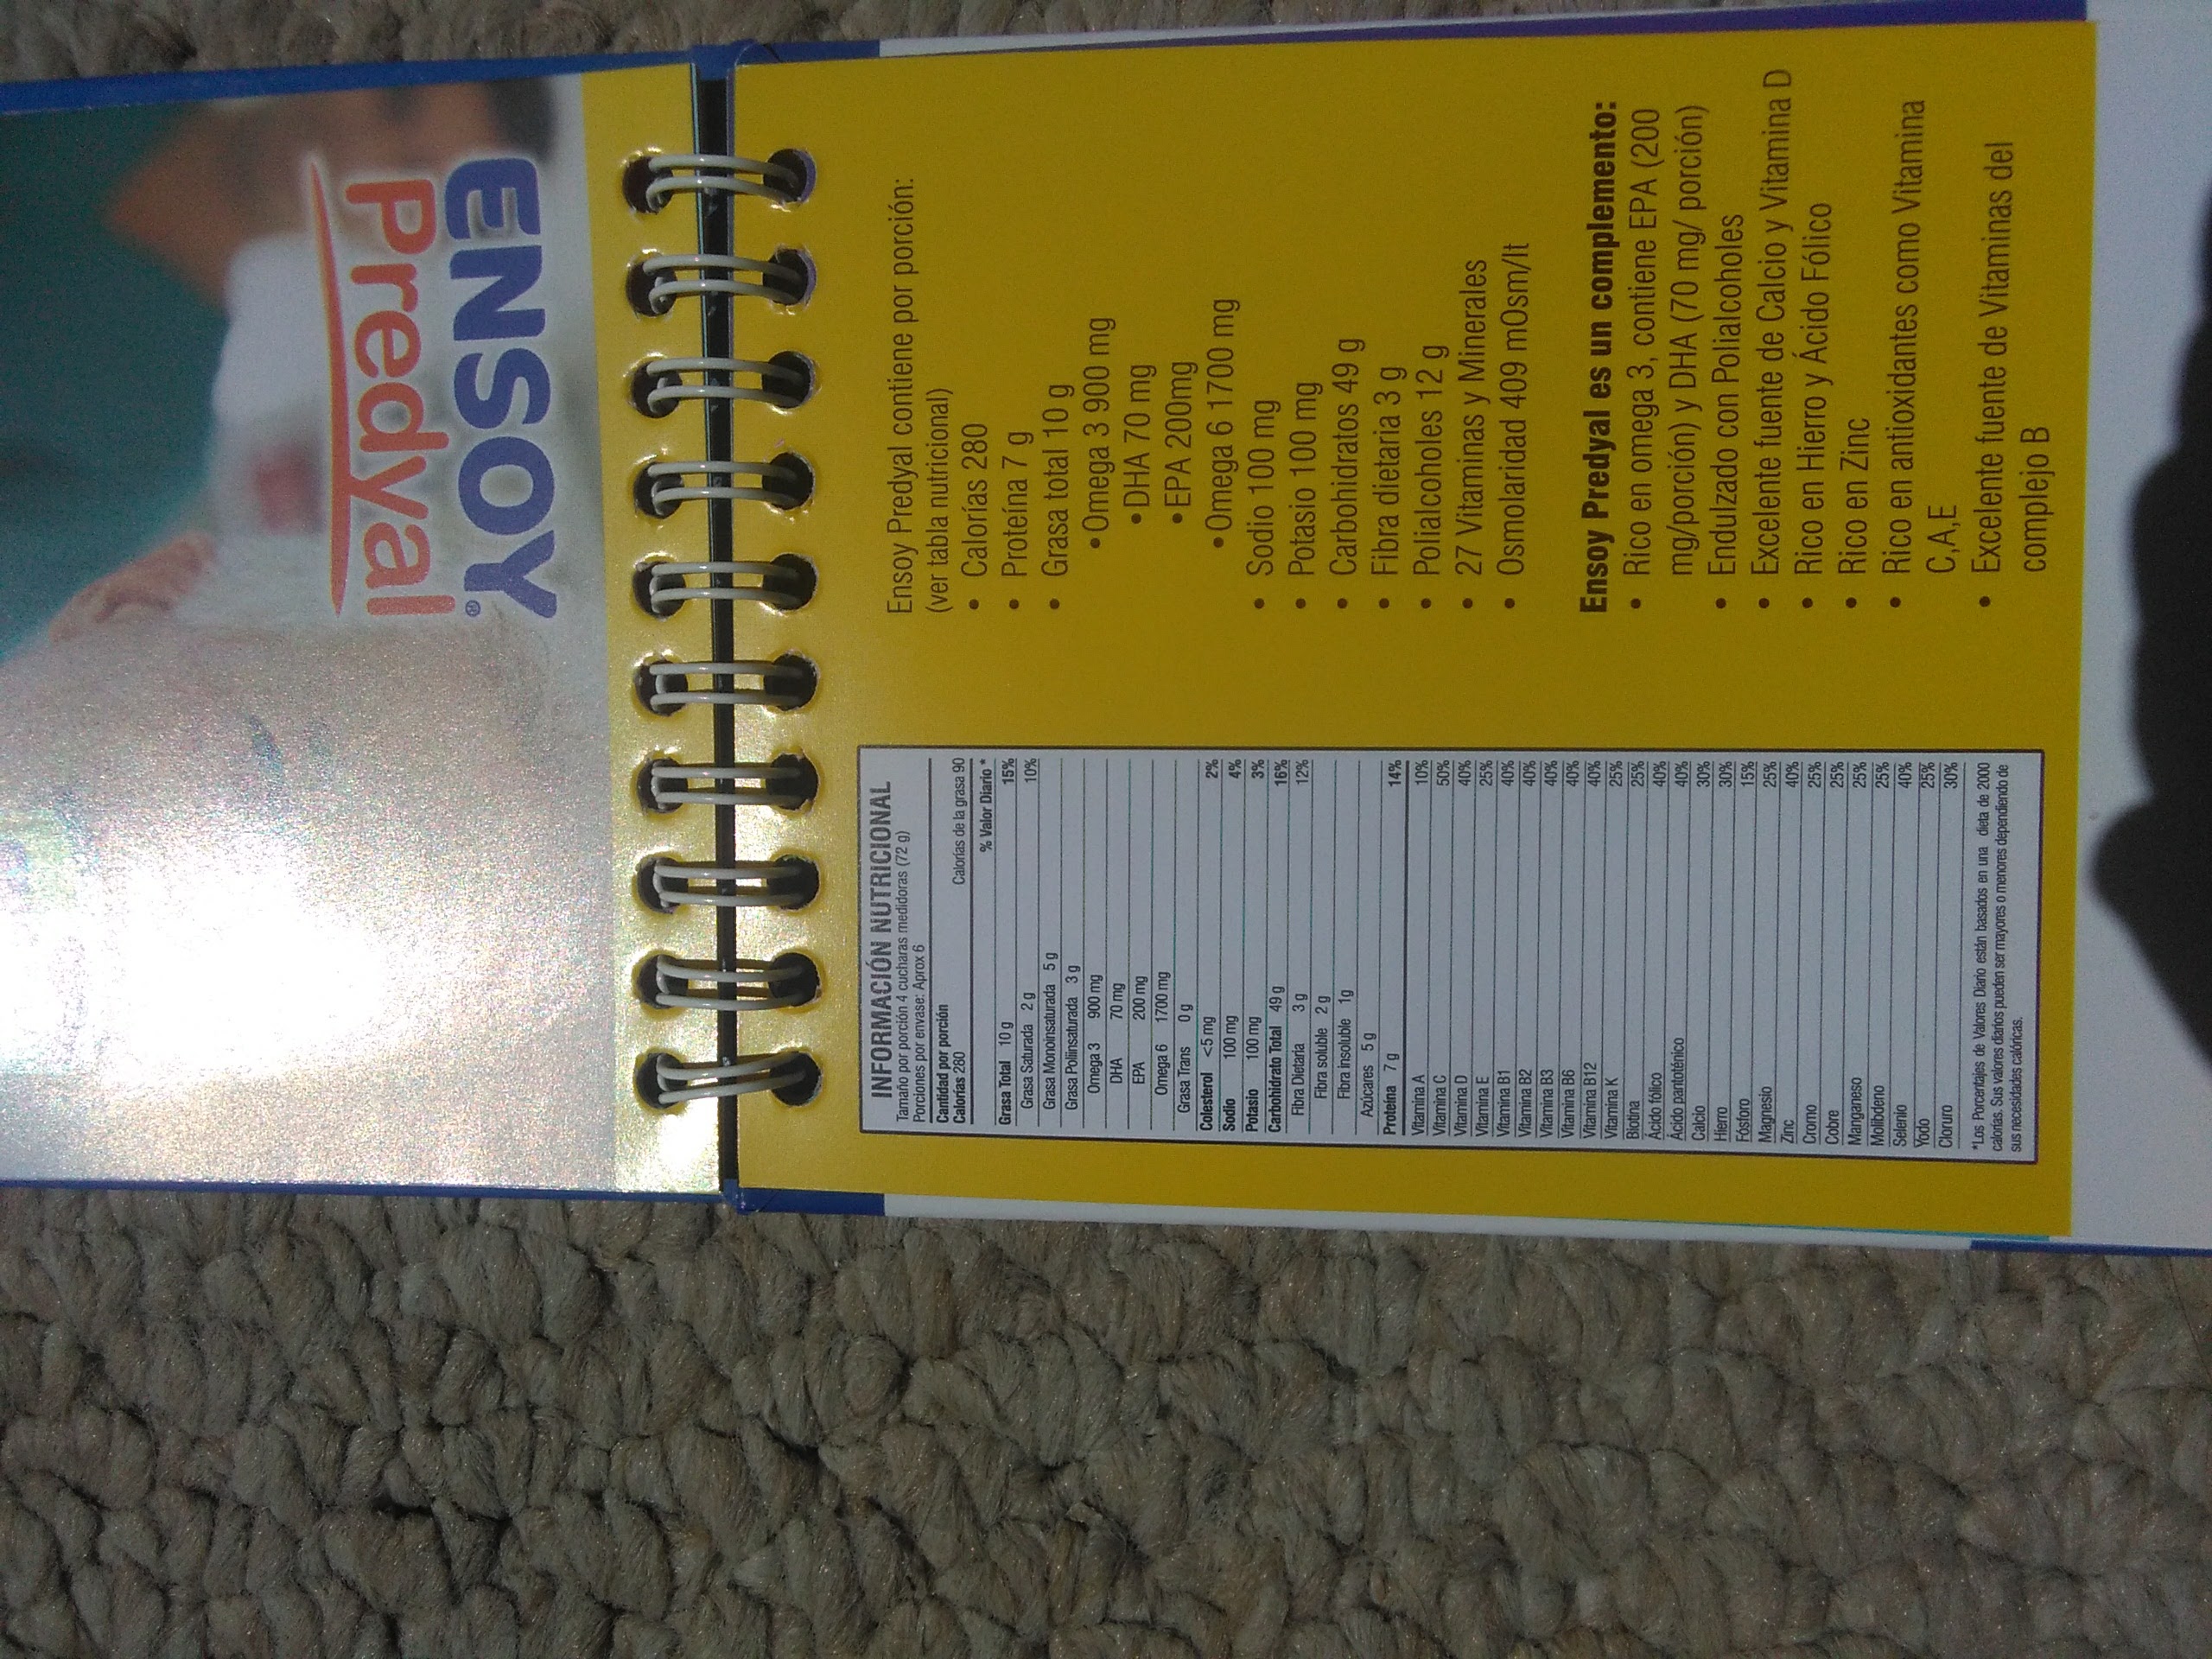 ENSOY®
Predyal
INFORMACIÓN NUTRICIONAL
Tamaño por porción 4 cucharas medidoras (72 g)
Porciones por envase: Aprox 6
Cantidad por porción
Calorías 280 Calorías de la grasa 90
% Valor Diario *
Grasa Total 10 g 15%
Grasa Saturada 2 g 10%
Grasa Monoinsaturada 5 g
Grasa Poliinsaturada 3 g
Omega 3 900 mg
DHA 70 mg
EPA 200 mg
Omega 6 1700 mg
Grasa Trans 0 g
Colesterol <5 mg 2%
Sodio 100 mg 4%
Potasio 100 mg 3%
Carbohidrato Total 49 g 16%
Fibra Dietaria 3 g 12%
Fibra soluble 2 g
Fibra insoluble 1g
Azúcares 5 g
Proteína 7 g 14%
Vitamina A 10%
Vitamina C 50%
Vitamina D 40%
Vitamina E 25%
Vitamina B1 40%
Vitamina B2 40%
Vitamina B3 40%
Vitamina B6 40%
Vitamina B12 40%
Vitamina K 25%
Biotina 25%
Ácido fólico 40%
Ácido pantoténico 40%
Calcio 30%
Hierro 30%
Fósforo 15%
Magnesio 25%
Zinc 40%
Cromo 25%
Cobre 25%
Manganeso 25%
Molibdeno 25%
Selenio 40%
Yodo 25%
Cloruro 30%
*Los Porcentajes de Valores Diario están basados en una dieta de 2000
calorías. Sus valores diarios pueden ser mayores o menores dependiendo de
sus necesidades calóricas.
Ensoy Predyal contiene por porción:
(ver tabla nutricional)
• Calorías 280
• Proteína 7 g
• Grasa total 10 g
•Omega 3 900 mg
•DHA 70 mg
•EPA 200mg
•Omega 6 1700 mg
• Sodio 100 mg
• Potasio 100 mg
• Carbohidratos 49 g
• Fibra dietaria 3 g
• Polialcoholes 12 g
• 27 Vitaminas y Minerales
• Osmolaridad 409 mOsm/lt
Ensoy Predyal es un complemento:
• Rico en omega 3, contiene EPA (200
mg/porción) y DHA (70 mg/ porción)
• Endulzado con Polialcoholes
• Excelente fuente de Calcio y Vitamina D
• Rico en Hierro y Ácido Fólico
• Rico en Zinc
• Rico en antioxidantes como Vitamina
C,A,E
• Excelente fuente de Vitaminas del
complejo B